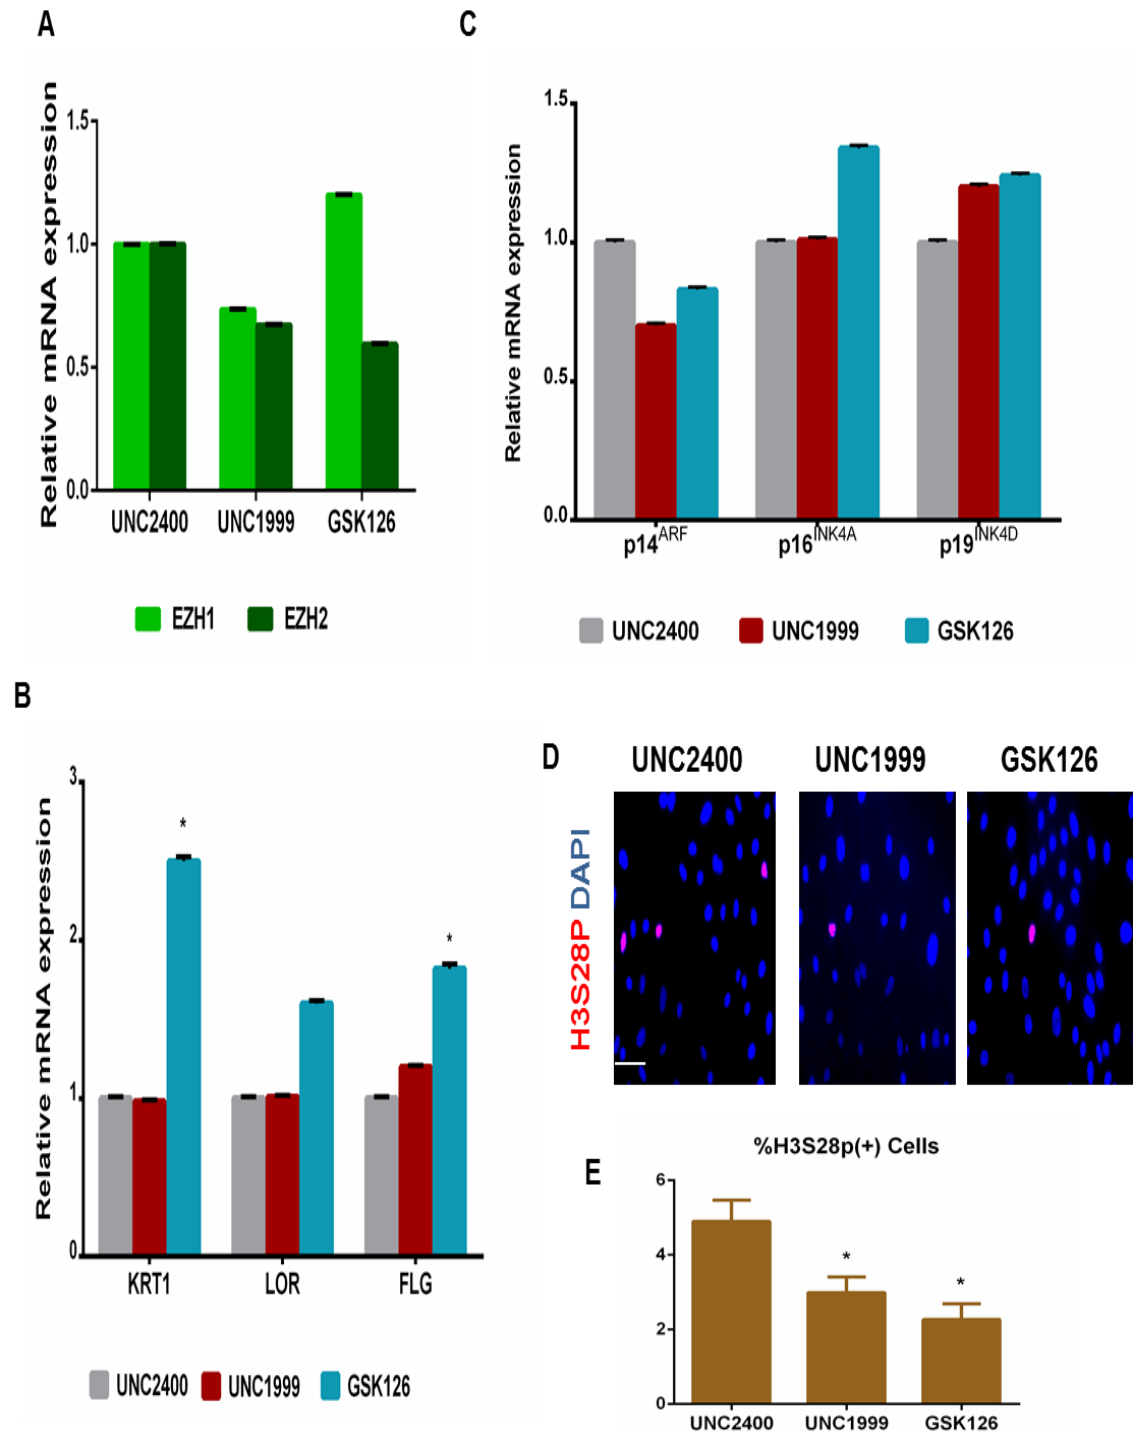 A
Relative mRNA expression
1.5
1.0
0.5
0.0
UNC2400 UNC1999 GSK126
EZH1 EZH2
C
Relative mRNA expression
1.5
1.0
0.5
0.0
p14ARF p16INK4A p19INK4D
UNC2400 UNC1999 GSK126
B
Relative mRNA expression
3
2
1
0
*
*
KRT1 LOR FLG
UNC2400 UNC1999 GSK126
D
UNC2400 UNC1999 GSK126
H3S28P DAPI
E
%H3S28p(+) Cells
6
4
2
0
*
*
UNC2400 UNC1999 GSK126